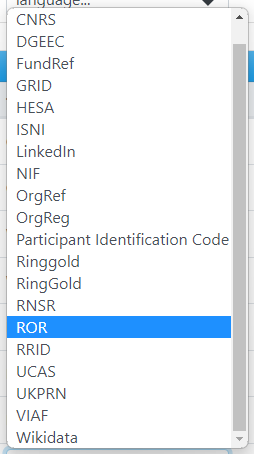 language...
CNRS
DGEEC
FundRef
GRID
HESA
ISNI
LinkedIn
NIF
OrgRef
OrgReg
Participant Identification Code
Ringgold
RingGold
RNSR
ROR
RRID
UCAS
UKPRN
VIAF
Wikidata